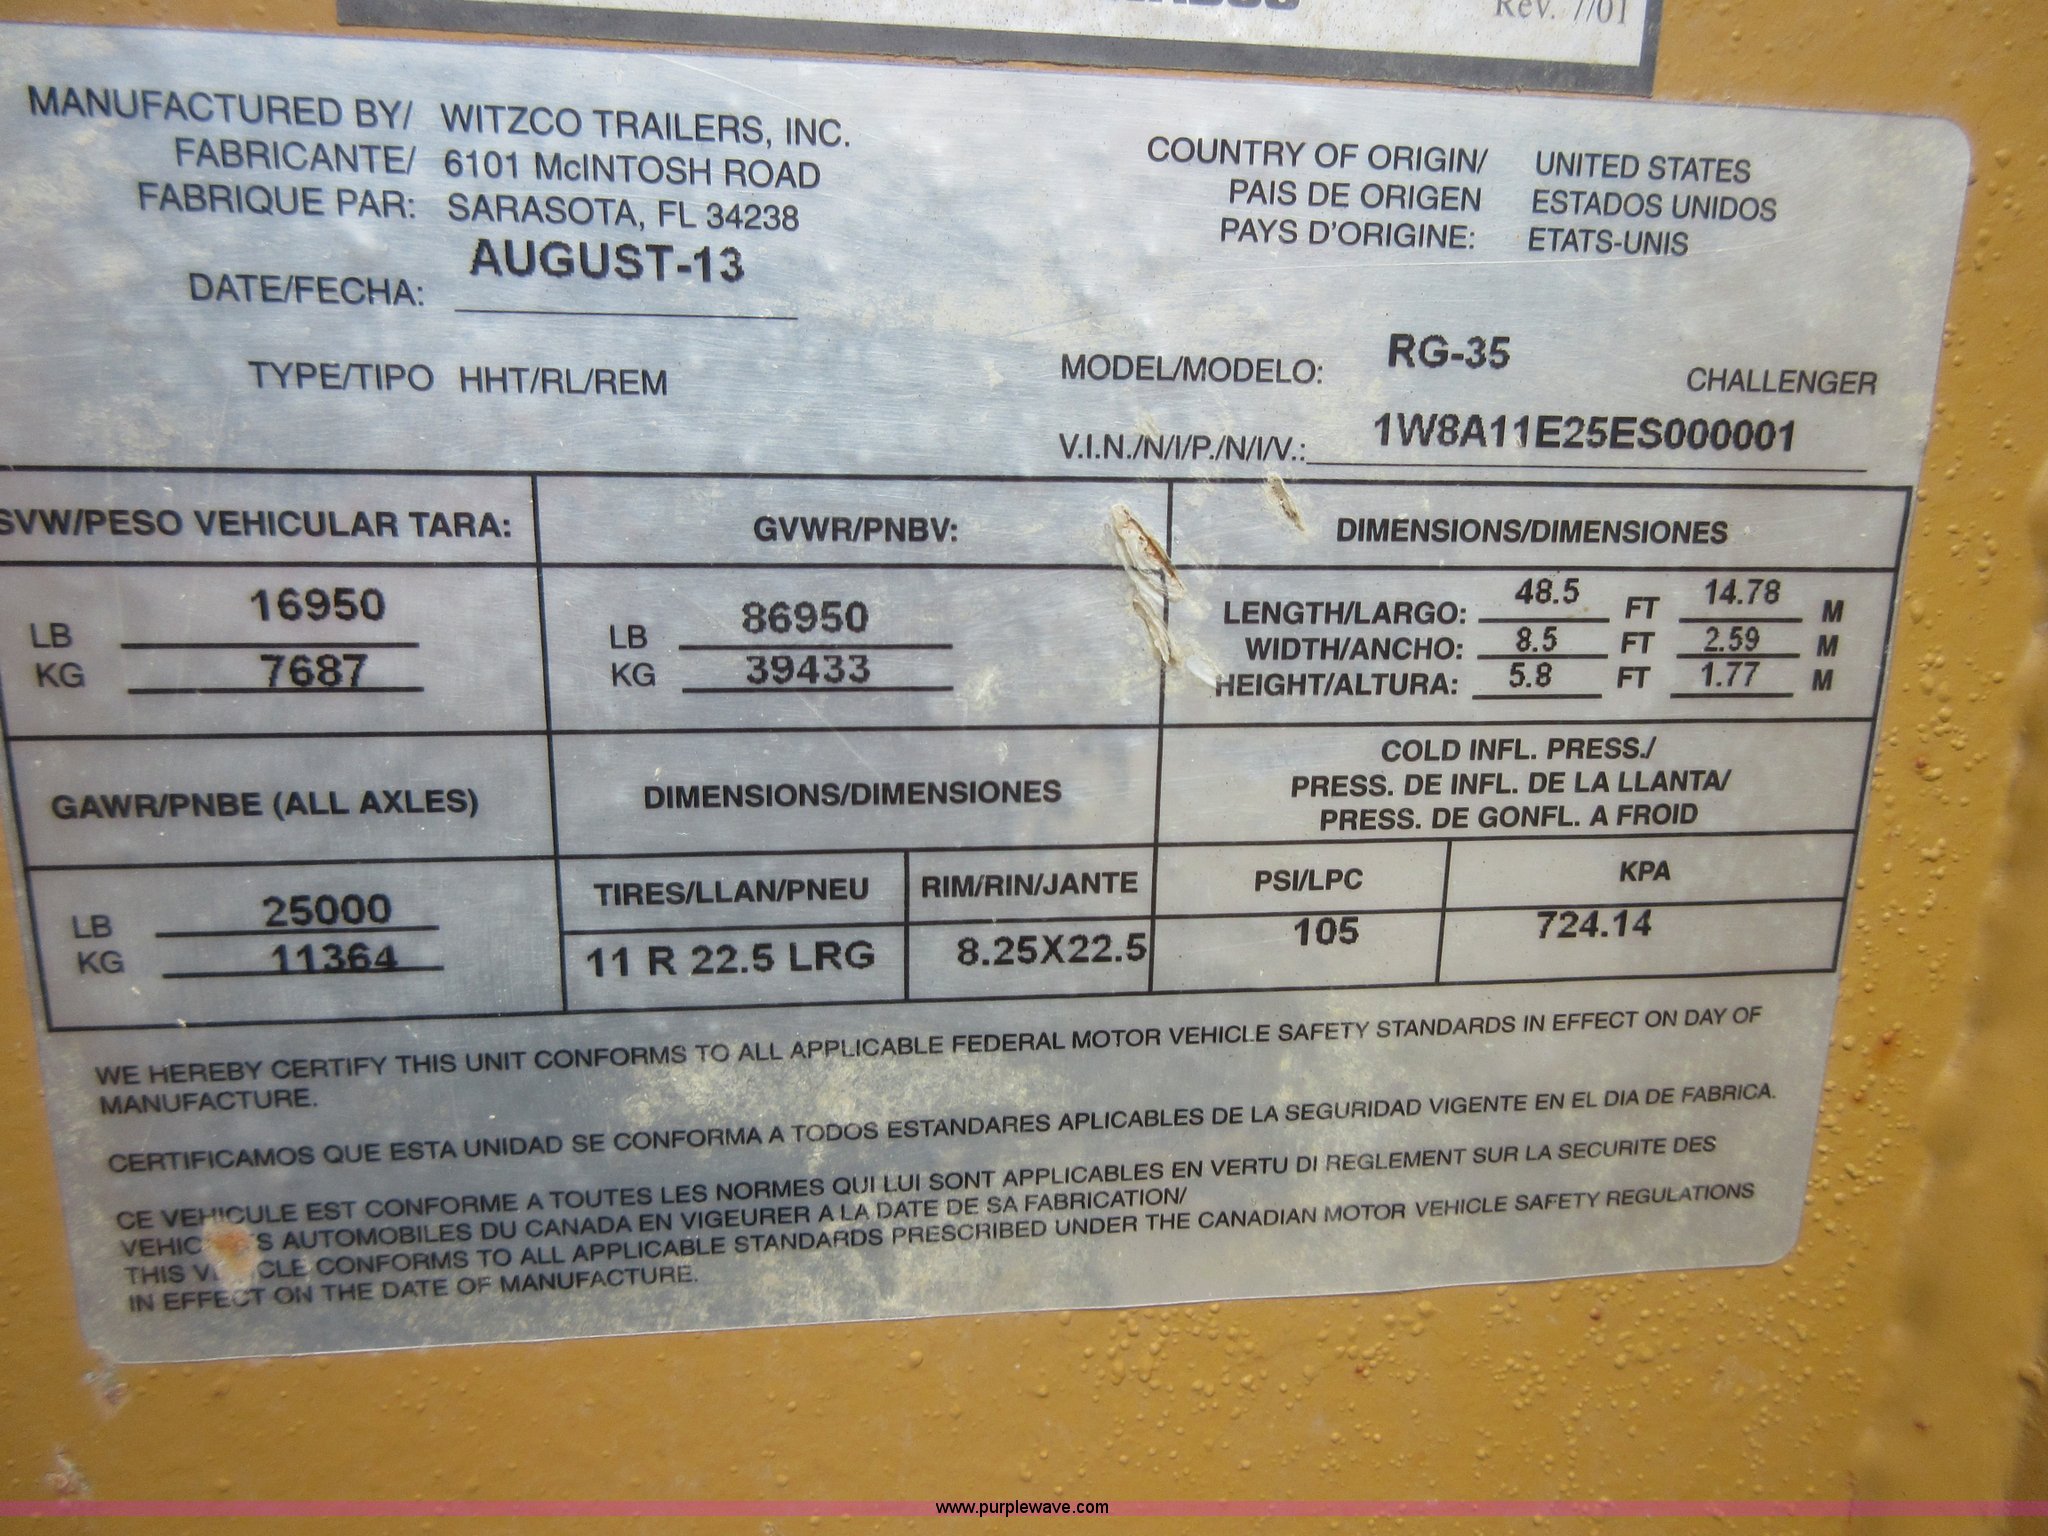 Rev. 7/01
MANUFACTURED BY/ WITZCO TRAILERS, INC.
FABRICANTE/ 6101 McINTOSH ROAD
FABRIQUE PAR: SARASOTA, FL 34238
COUNTRY OF ORIGIN/ UNITED STATES
PAIS DE ORIGEN ESTADOS UNIDOS
PAYS D'ORIGINE: ETATS-UNIS
DATE/FECHA: AUGUST-13
TYPE/TIPO HHT/RL/REM
MODEL/MODELO: RG-35 CHALLENGER
V.I.N./N/I/P./N/I/V.: 1W8A11E25ES000001
SVW/PESO VEHICULAR TARA:
LB 16950
KG 7687
GVWR/PNBV:
LB 86950
KG 39433
DIMENSIONS/DIMENSIONES
LENGTH/LARGO: 48.5 FT 14.78 M
WIDTH/ANCHO: 8.5 FT 2.59 M
HEIGHT/ALTURA: 5.8 FT 1.77 M
GAWR/PNBE (ALL AXLES)
LB 25000
KG 11364
DIMENSIONS/DIMENSIONES
TIRES/LLAN/PNEU RIM/RIN/JANTE
11 R 22.5 LRG 8.25X22.5
COLD INFL. PRESS./
PRESS. DE INFL. DE LA LLANTA/
PRESS. DE GONFL. A FROID
PSI/LPC KPA
105 724.14
WE HEREBY CERTIFY THIS UNIT CONFORMS TO ALL APPLICABLE FEDERAL MOTOR VEHICLE SAFETY STANDARDS IN EFFECT ON DAY OF
MANUFACTURE.
CERTIFICAMOS QUE ESTA UNIDAD SE CONFORMA A TODOS ESTANDARES APLICABLES DE LA SEGURIDAD VIGENTE EN EL DIA DE FABRICA.
CE VEHICULE EST CONFORME A TOUTES LES NORMES QUI LUI SONT APPLICABLES EN VERTU DI REGLEMENT SUR LA SECURITE DES
AUTOMOBILES DU CANADA EN VIGEURER A LA DATE DE SA FABRICATION/
THIS VEHICLE CONFORMS TO ALL APPLICABLE STANDARDS PRESCRIBED UNDER THE CANADIAN MOTOR VEHICLE SAFETY REGULATIONS
IN EFFECT ON THE DATE OF MANUFACTURE.
www.purplewave.com